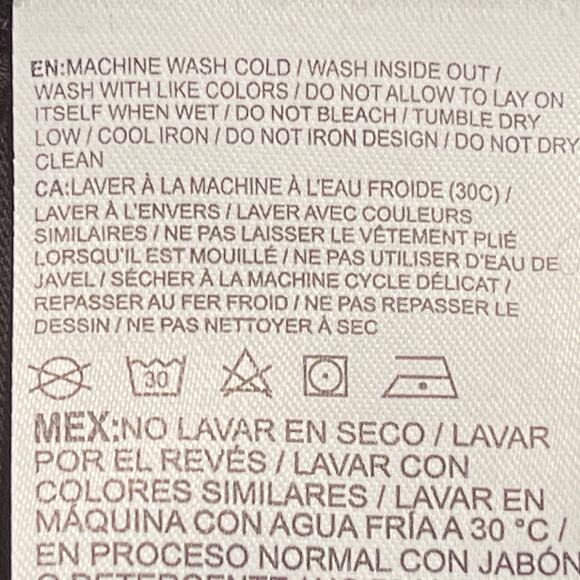 EN:MACHINE WASH COLD / WASH INSIDE OUT /
WASH WITH LIKE COLORS / DO NOT ALLOW TO LAY ON
ITSELF WHEN WET / DO NOT BLEACH / TUMBLE DRY
LOW / COOL IRON / DO NOT IRON DESIGN / DO NOT DRY
CLEAN
CA:LAVER À LA MACHINE À L'EAU FROIDE (30C) /
LAVER À L'ENVERS / LAVER AVEC COULEURS
SIMILAIRES / NE PAS LAISSER LE VÊTEMENT PLIÉ
LORSQU'IL EST MOUILLÉ / NE PAS UTILISER D'EAU DE
JAVEL / SÉCHER À LA MACHINE CYCLE DÉLICAT /
REPASSER AU FER FROID / NE PAS REPASSER LE
DESSIN / NE PAS NETTOYER À SEC
30
MEX:NO LAVAR EN SECO / LAVAR
POR EL REVÉS / LAVAR CON
COLORES SIMILARES / LAVAR EN
MÁQUINA CON AGUA FRÍA A 30 °C /
EN PROCESO NORMAL CON JABÓN